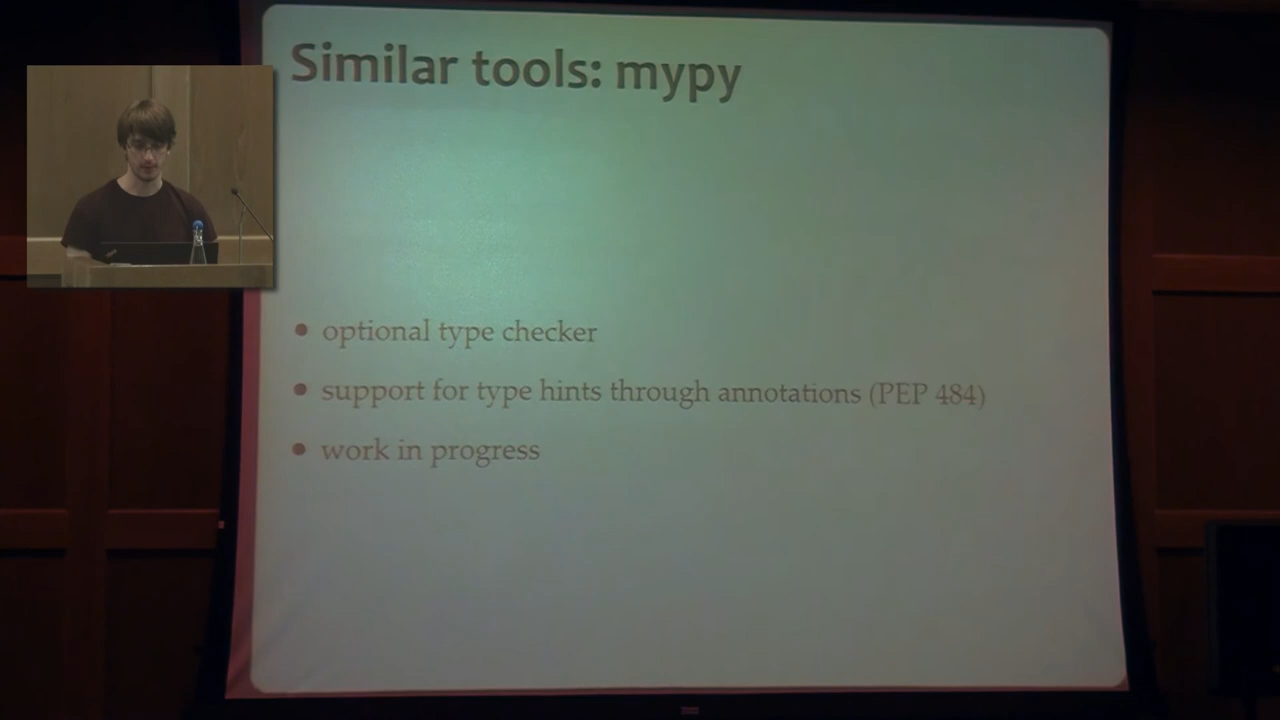 Similar tools: mypy
optional type checker
support for type hints through annotations (PEP 484)
work in progress